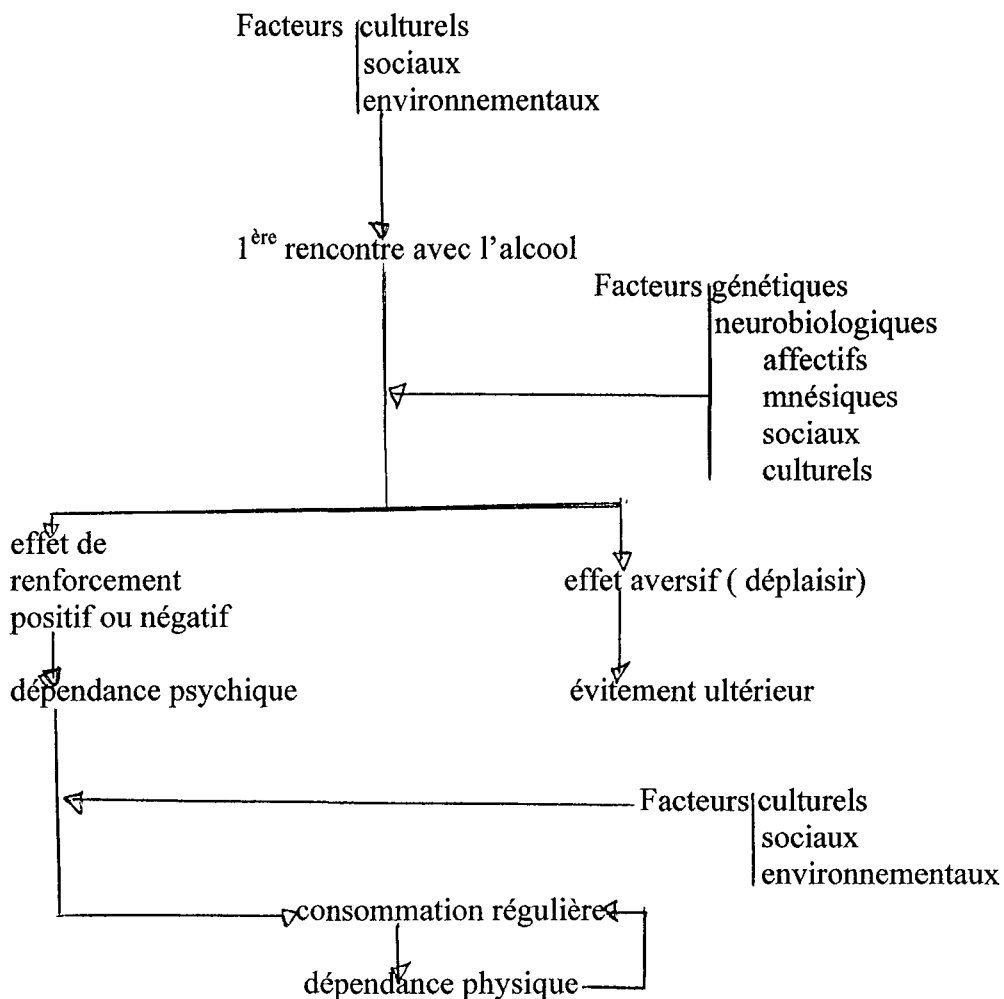 Facteurs culturels
sociaux
environnementaux
1ère rencontre avec l'alcool
Facteurs génétiques
neurobiologiques
affectifs
mnésiques
sociaux
culturels
effet de
renforcement
positif ou négatif
effet aversif ( déplaisir)
dépendance psychique
évitement ultérieur
Facteurs culturels
sociaux
environnementaux
consommation régulière
dépendance physique